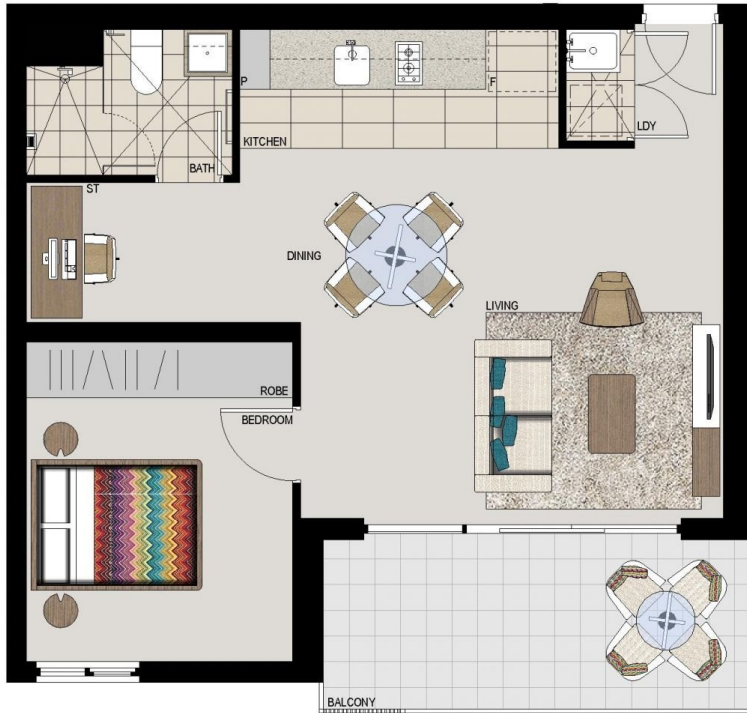 P
F
KITCHEN
LDY
BATH
ST
DINING
LIVING
ROBE
BEDROOM
BALCONY